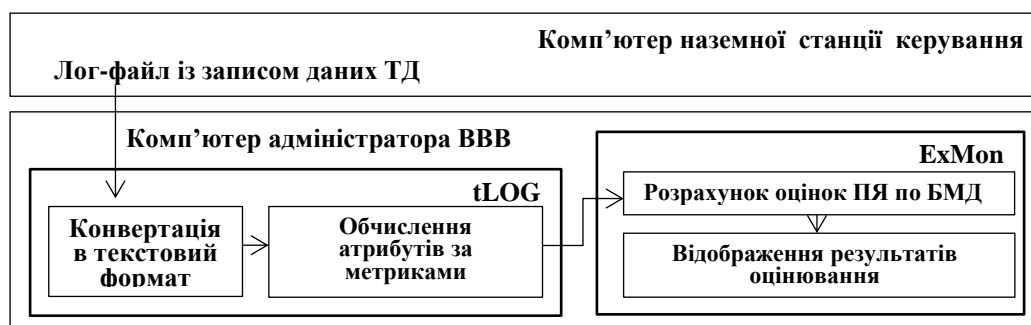 Комп’ютер наземної станції керування
Лог-файл із записом даних ТД
Комп’ютер адміністратора ВВВ
ExMon
tLOG
Розрахунок оцінок ПЯ по БМД
Конвертація
в текстовий
формат
Обчислення
атрибутів за
метриками
Відображення результатів
оцінювання